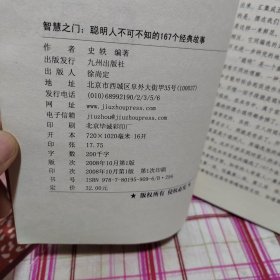 智慧之门：聪明人不可不知的167个经典故事
作者 史轶 编著
出版发行 九州出版社
出版人 徐尚定
地址 北京市西城区阜外大街甲35号（100037）
发行电话 (010)68992190/2/3/5/6
网址 www.jiuzhoupress.com
电子信箱 jiuzhou@jiuzhoupress.com
印刷 北京毕诚彩印厂
开本 720×1020毫米 16开
印张 17.75
字数 200千字
版次 2008年10月第1版
印次 2008年10月第1版 第1次印刷
书号 ISBN 978-7-80195-909-6
定价 32.00元
★ 版权所有 侵权必究 ★